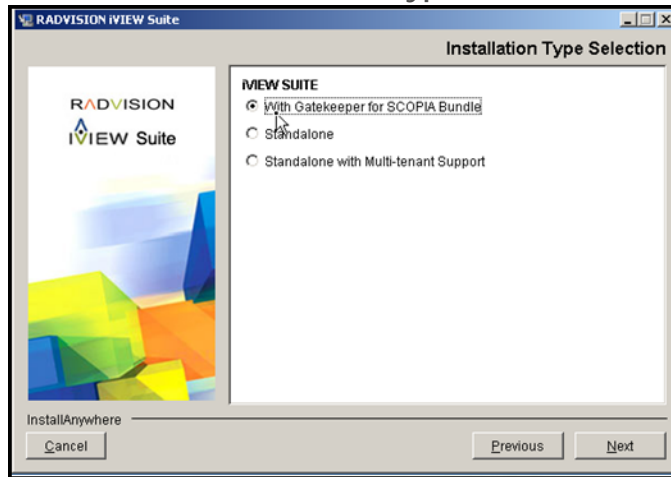 RADVISION iVIEW Suite
Installation Type Selection
RADVISION
iVIEW Suite
iVIEW SUITE
With Gatekeeper for SCOPIA Bundle
Standalone
Standalone with Multi-tenant Support
InstallAnywhere
Cancel
Previous
Next